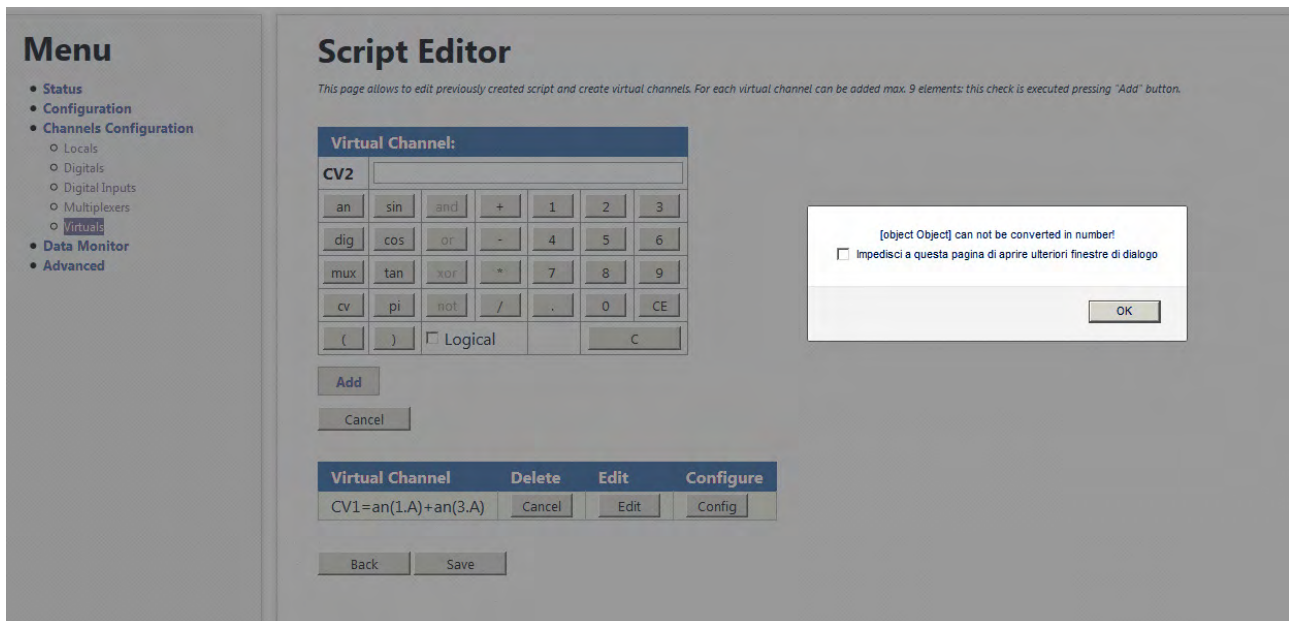 Menu
Status
Configuration
Channels Configuration
Locals
Digitals
Digital Inputs
Multiplexers
Virtuals
Data Monitor
Advanced
Script Editor
This page allows to edit previously created script and create virtual channels. For each virtual channel can be added max. 9 elements: this check is executed pressing "Add" button.
Virtual Channel:
CV2
an sin and + 1 2 3
dig cos or - 4 5 6
mux tan xor * 7 8 9
cv pi not / . 0 CE
( ) Logical C
Add
Cancel
Virtual Channel Delete Edit Configure
CV1=an(1.A)+an(3.A) Cancel Edit Config
Back Save
[object Object] can not be converted in number!
Impedisci a questa pagina di aprire ulteriori finestre di dialogo
OK